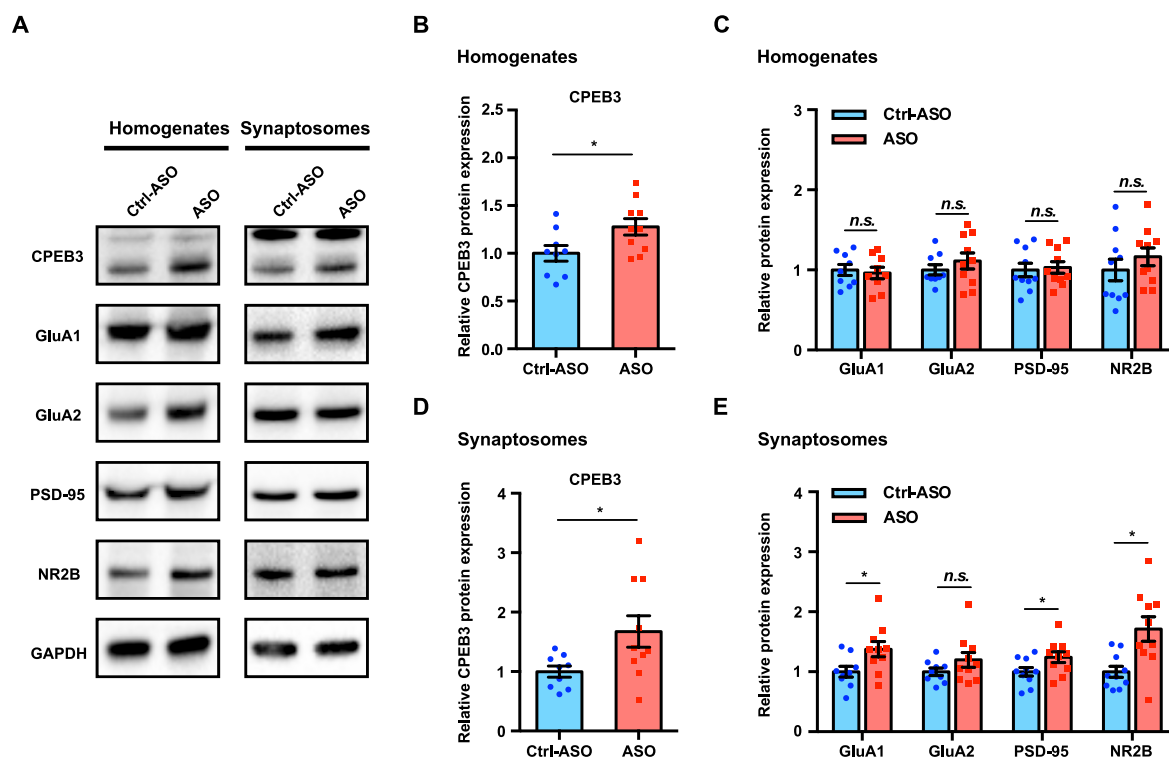 A
Homogenates
Synaptosomes
Ctrl-ASO
ASO
Ctrl-ASO
ASO
CPEB3
GluA1
GluA2
PSD-95
NR2B
GAPDH
B
Homogenates
CPEB3
Relative CPEB3 protein expression
2.5
2.0
1.5
1.0
0.5
0.0
*
Ctrl-ASO
ASO
C
Homogenates
Relative protein expression
3
2
1
0
Ctrl-ASO
ASO
n.s.
n.s.
n.s.
n.s.
GluA1
GluA2
PSD-95
NR2B
D
Synaptosomes
CPEB3
Relative CPEB3 protein expression
4
3
2
1
0
*
Ctrl-ASO
ASO
E
Synaptosomes
Relative protein expression
4
3
2
1
0
Ctrl-ASO
ASO
*
n.s.
*
*
GluA1
GluA2
PSD-95
NR2B